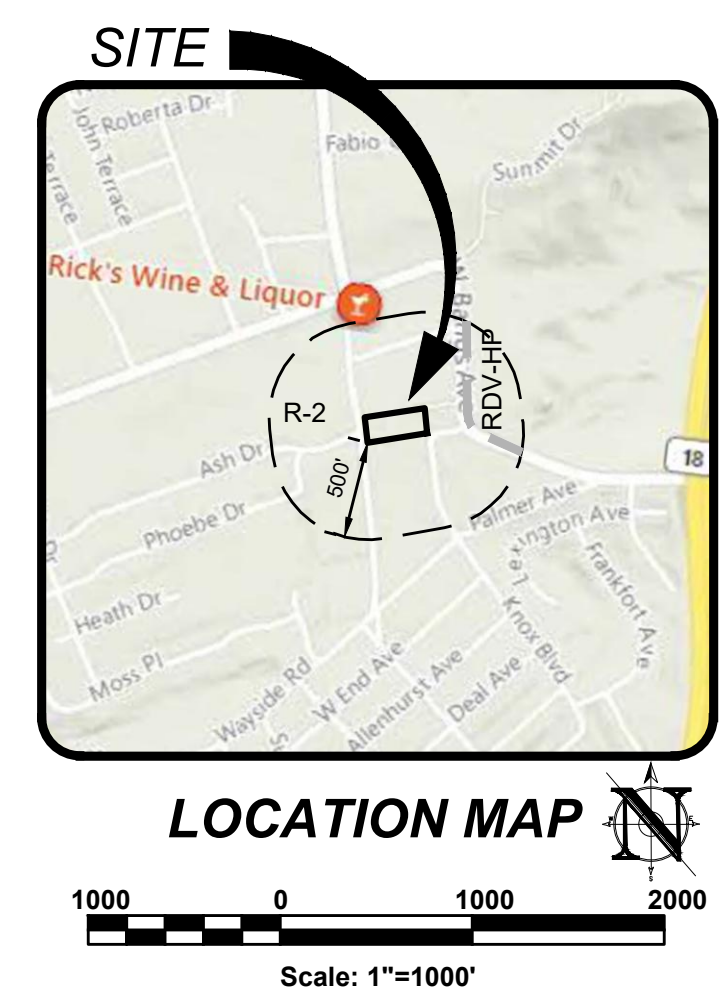 SITE
Roberta Dr
John Terrace
Terrace
Fabio
Summit Dr
Rick's Wine & Liquor
RDV-HP
R-2
18
Ash Dr
500'
Phoebe Dr
Palmer Ave
Lexington Ave
Heath Dr
Frankfort Ave
Knox Blvd
Moss Pl
Wayside Rd
W End Ave
Allenhurst Ave
Deal Ave
LOCATION MAP
N
W E
S
1000 0 1000 2000
Scale: 1"=1000'